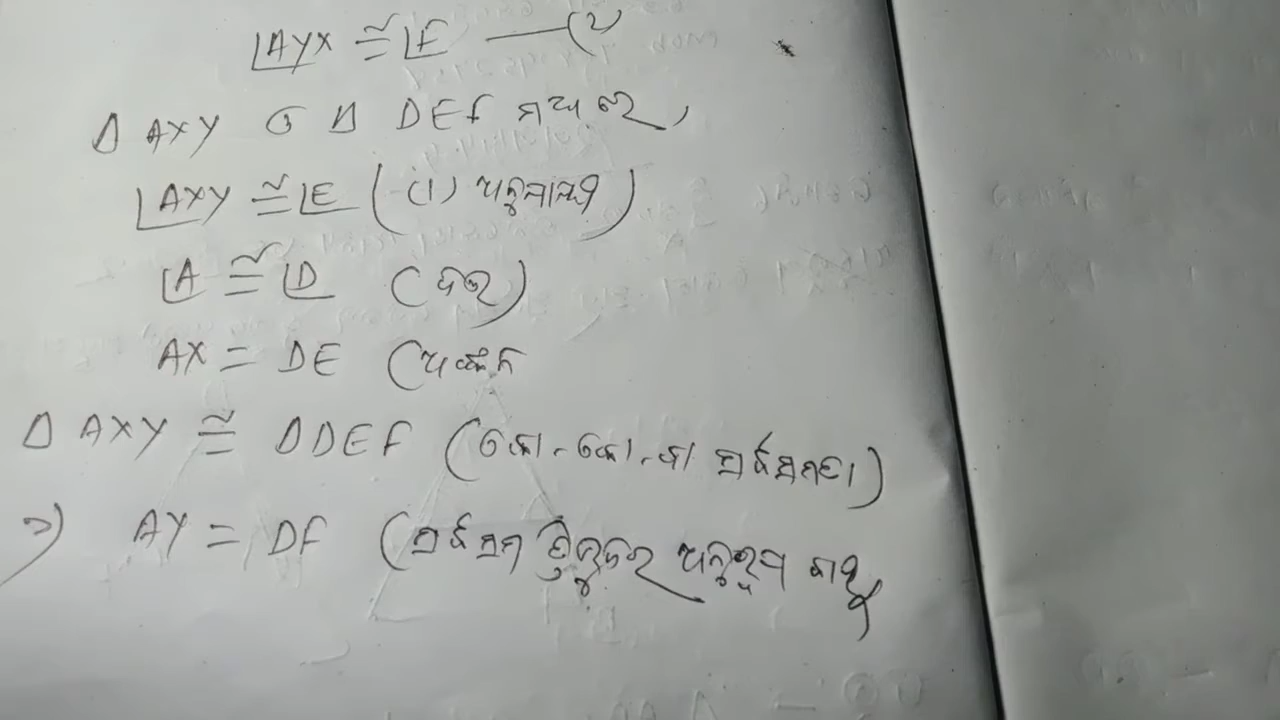 ∠AYX ≅ ∠F —(2)
Δ AXY ଓ Δ DEF ମଧ୍ୟରେ,
∠AXY ≅ ∠E ((1) ଅନୁଯାୟୀ)
∠A ≅ ∠D (ଦତ୍ତ)
AX = DE (ଅଙ୍କନ
Δ AXY ≅ ΔDEF (କୋ-କୋ-ବା ସର୍ବସମତା)
⇒) AY = DF (ସର୍ବସମ ତ୍ରିଭୁଜର ଅନୁରୂପ ବାହୁ